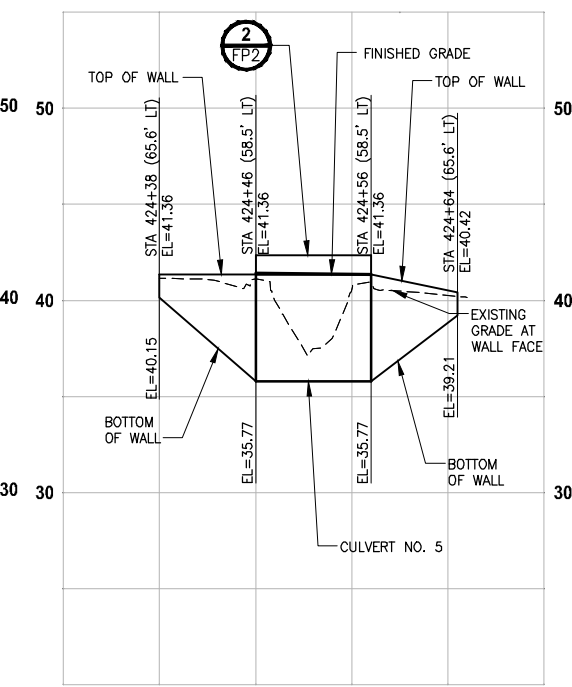 2
FP2
FINISHED GRADE
TOP OF WALL
TOP OF WALL
50 50
50
STA 424+38 (65.6' LT)
EL=41.36
STA 424+46 (58.5' LT)
EL=41.36
STA 424+56 (58.5' LT)
EL=41.36
STA 424+64 (65.6' LT)
EL=40.42
40 40
40
EXISTING
GRADE AT
WALL FACE
EL=40.15
EL=39.21
BOTTOM
OF WALL
EL=35.77
EL=35.77
BOTTOM
OF WALL
30 30
30
CULVERT NO. 5